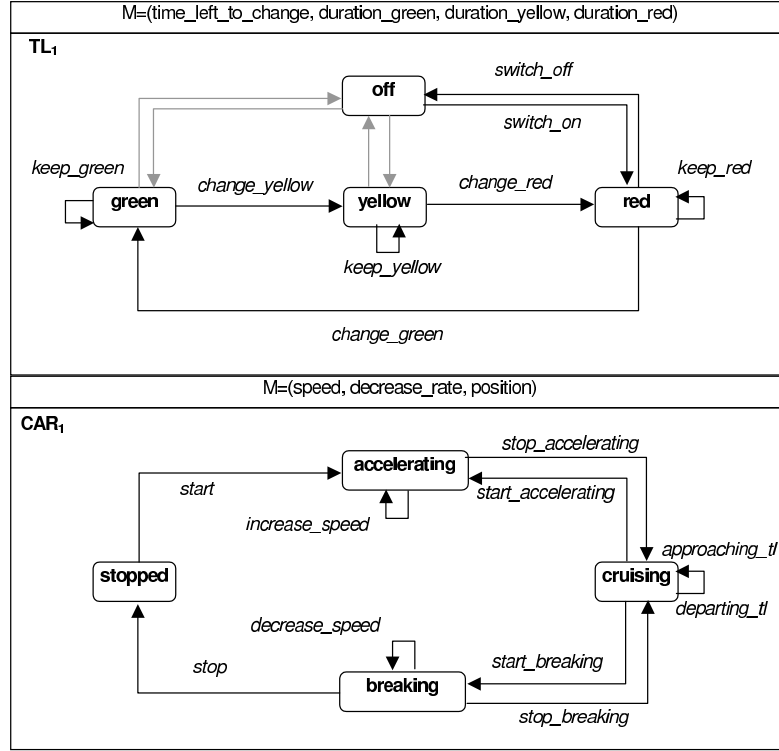 M=(time_left_to_change, duration_green, duration_yellow, duration_red)
TL1
off
switch_off
switch_on
keep_green
change_yellow
change_red
keep_red
green
yellow
red
keep_yellow
change_green
M=(speed, decrease_rate, position)
CAR1
stop_accelerating
accelerating
start
start_accelerating
increase_speed
approaching_tl
stopped
cruising
departing_tl
decrease_speed
start_breaking
stop
breaking
stop_breaking